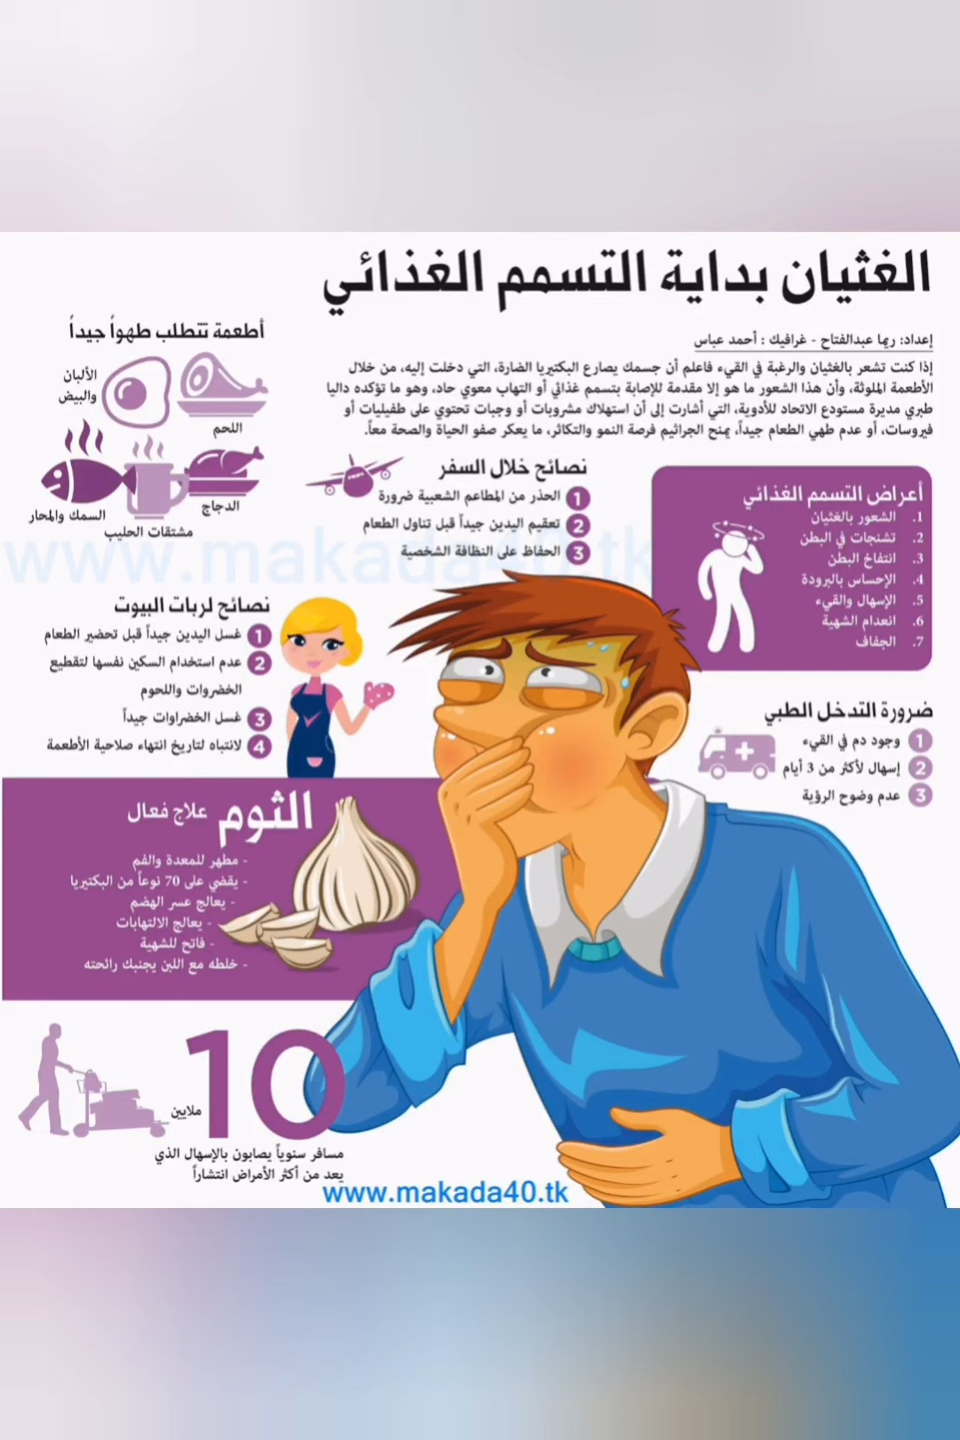 الغثيان بداية التسمم الغذائي
إعداد: ريما عبدالفتاح - غرافيك : أحمد عباس
إذا كنت تشعر بالغثيان والرغبة في القيء فاعلم أن جسمك يصارع البكتيريا الضارة، التي دخلت إليه، من خلال
الأطعمة الملوثة، وأن هذا الشعور ما هو إلا مقدمة للإصابة بتسمم غذائي أو التهاب معوي حاد، وهو ما تؤكده داليا
طبري مديرة مستودع الاتحاد للأدوية، التي أشارت إلى أن استهلاك مشروبات أو وجبات تحتوي على طفيليات أو
فيروسات، أو عدم طهي الطعام جيداً، يمنح الجراثيم فرصة النمو والتكاثر، ما يعكر صفو الحياة والصحة معاً.
أعراض التسمم الغذائي
1. الشعور بالغثيان
2. تشنجات في البطن
3. انتفاخ البطن
4. الإحساس بالبرودة
5. الإسهال والقيء
6. انعدام الشهية
7. الجفاف
نصائح خلال السفر
1 الحذر من المطاعم الشعبية ضرورة
2 تعقيم اليدين جيداً قبل تناول الطعام
3 الحفاظ على النظافة الشخصية
أطعمة تتطلب طهواً جيداً
الألبان
والبيض
اللحم
الدجاج
السمك والمحار
مشتقات الحليب
www.makada40.tk
نصائح لربات البيوت
1 غسل اليدين جيداً قبل تحضير الطعام
2 عدم استخدام السكين نفسها لتقطيع
الخضروات واللحوم
3 غسل الخضراوات جيداً
4 لانتباه لتاريخ انتهاء صلاحية الأطعمة
ضرورة التدخل الطبي
1 وجود دم في القيء
2 إسهال لأكثر من 3 أيام
3 عدم وضوح الرؤية
الثوم علاج فعال
- مطهر للمعدة والفم
- يقضي على 70 نوعاً من البكتيريا
- يعالج عسر الهضم
- يعالج الالتهابات
- فاتح للشهية
- خلطه مع اللبن يجنبك رائحته
10 ملايين
مسافر سنوياً يصابون بالإسهال الذي
يعد من أكثر الأمراض انتشاراً
www.makada40.tk